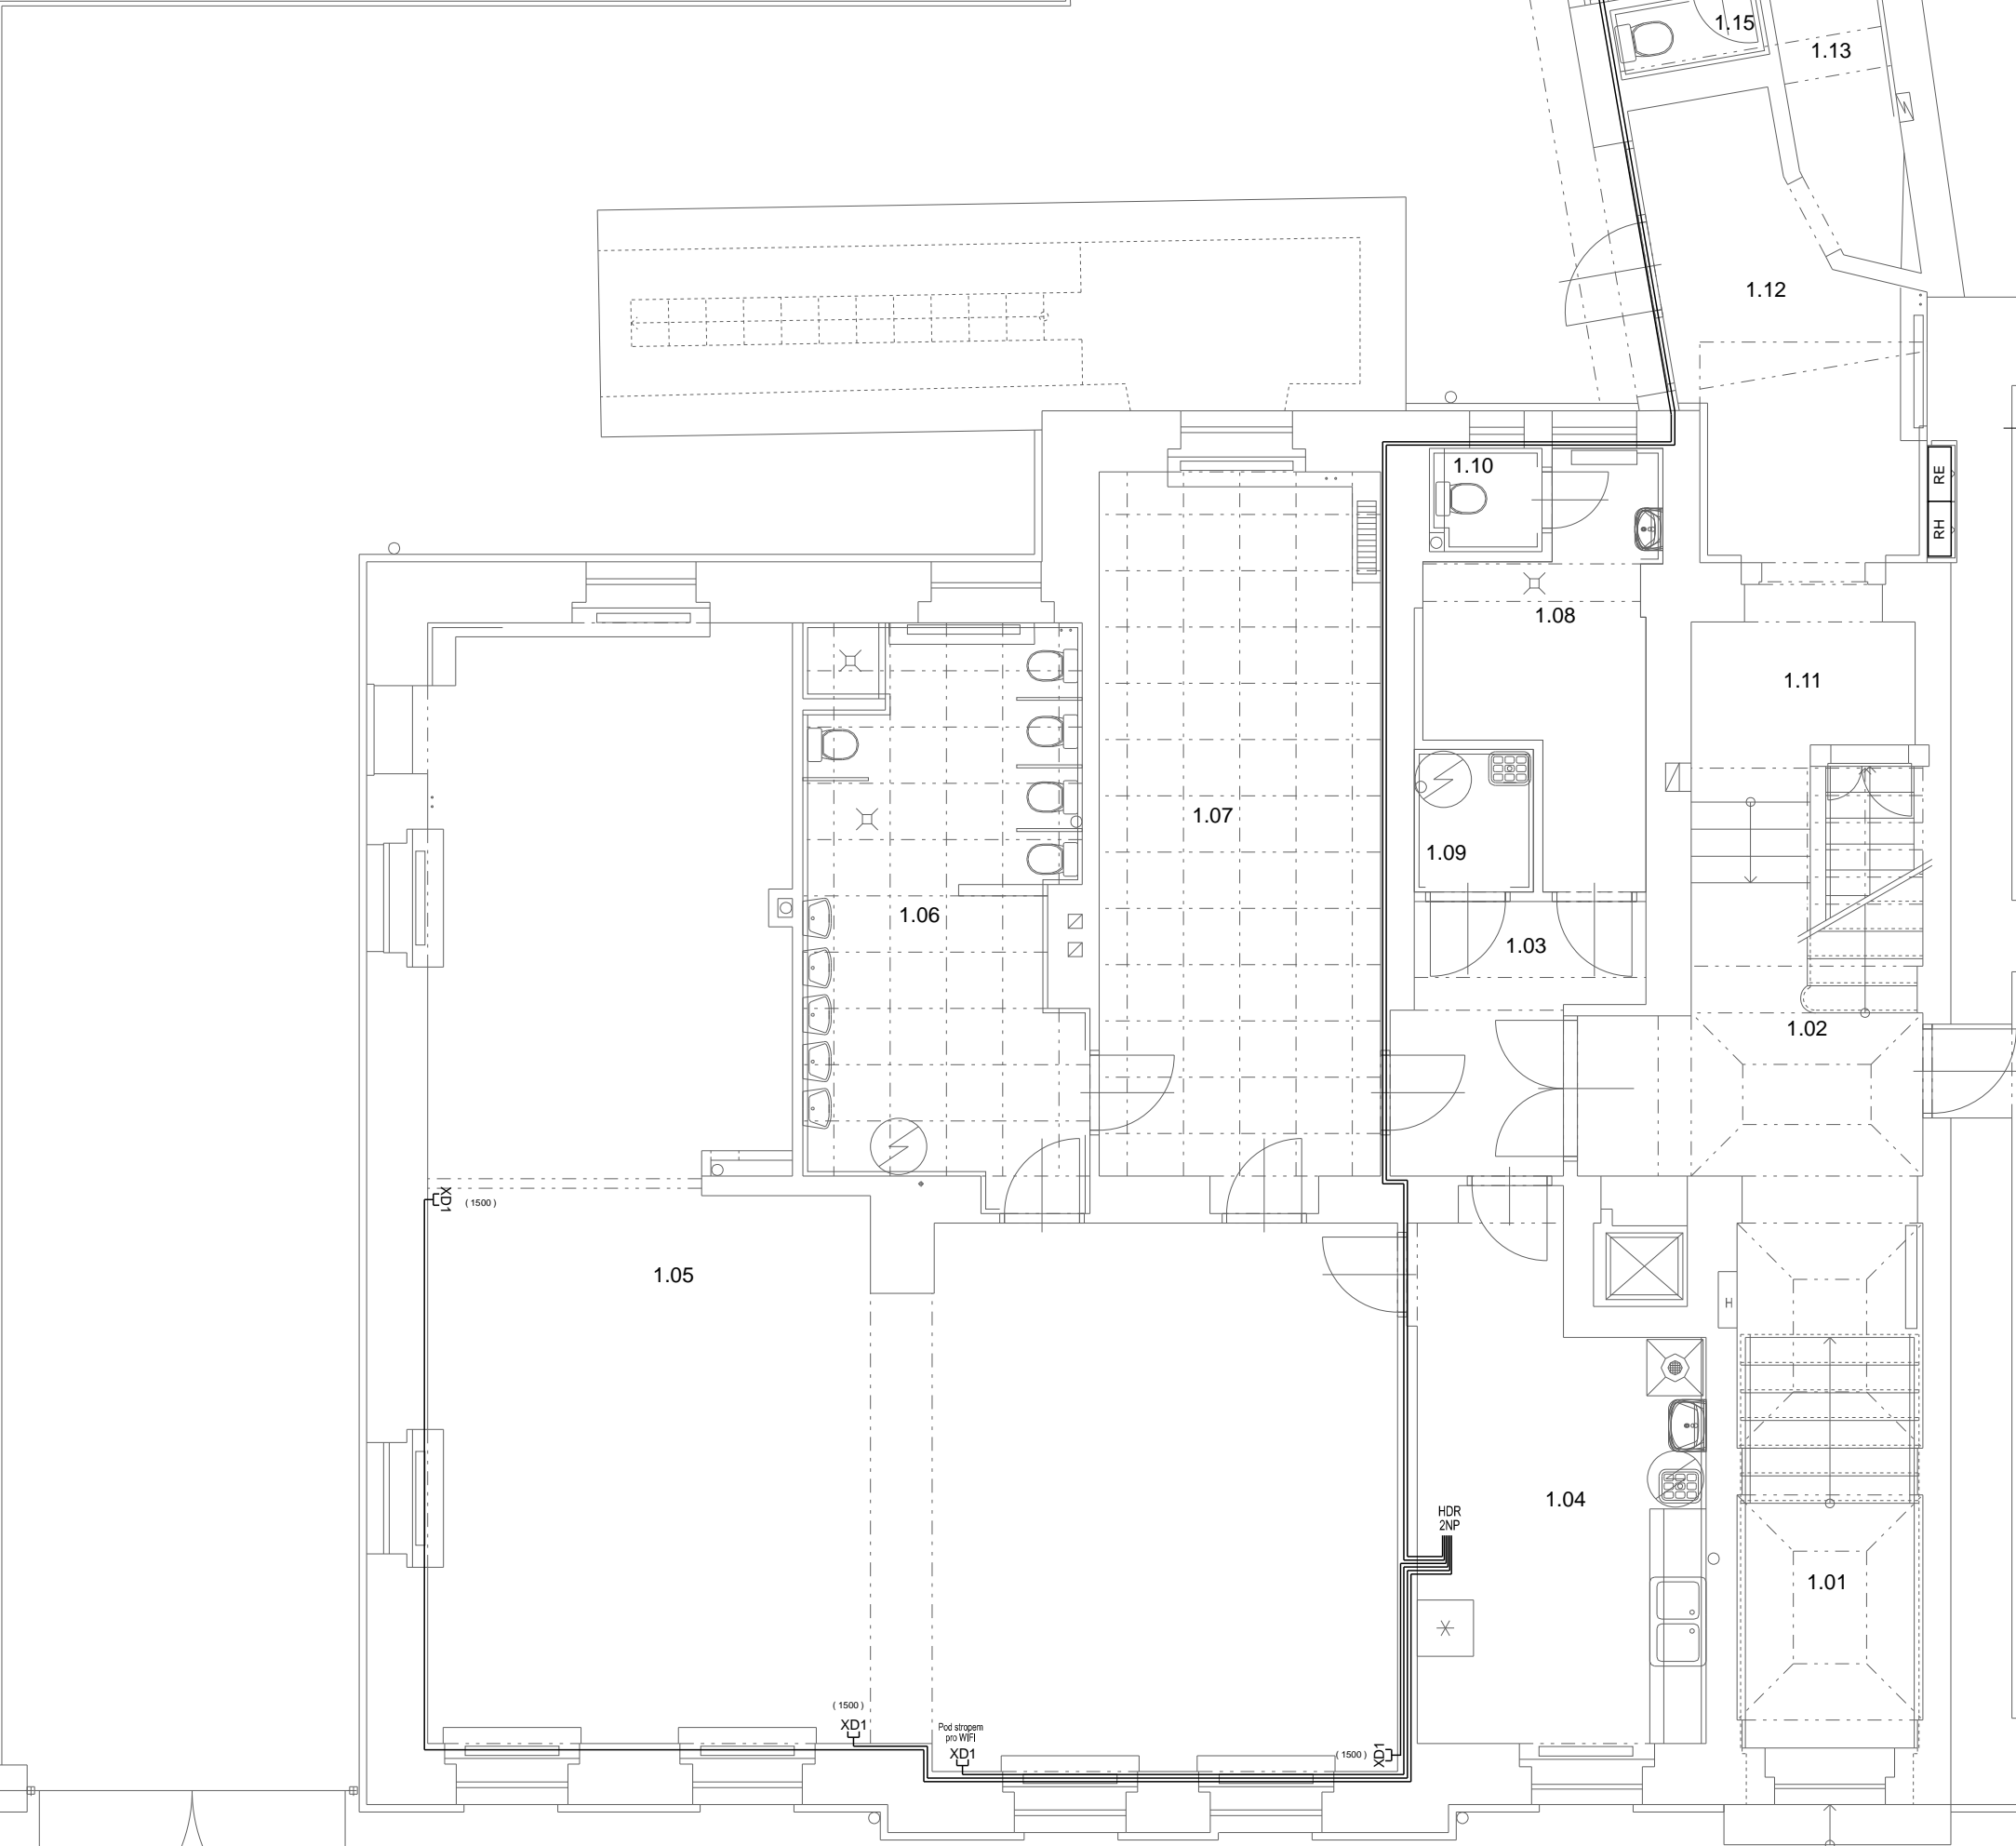 1.15
1.13
1.12
1.10
RE
RH
1.08
1.11
1.07
1.09
1.06
1.03
1.02
XD1
( 1500 )
1.05
H
1.04
HDR
2NP
1.01
( 1500 )
XD1
Pod stropem
pro WIFI
XD1
( 1500 )
XD1